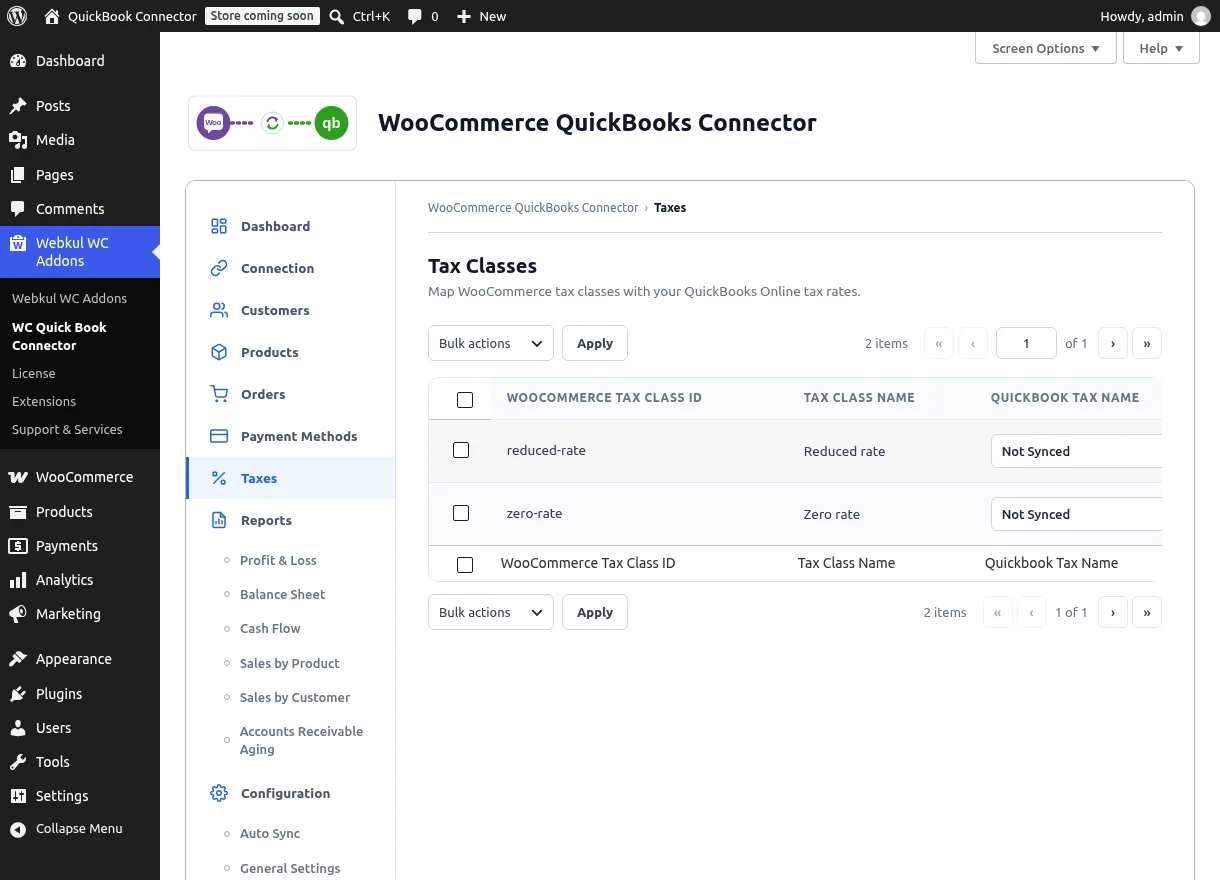 QuickBook Connector Store coming soon Ctrl+K 0 New Howdy, admin
Screen Options ▼ Help ▼
Dashboard
Posts
Media
Pages
Comments
Webkul WC
Addons
Webkul WC Addons
WC Quick Book
Connector
License
Extensions
Support & Services
WooCommerce
Products
Payments
Analytics
Marketing
Appearance
Plugins
Users
Tools
Settings
Collapse Menu
Woo qb WooCommerce QuickBooks Connector
Dashboard
Connection
Customers
Products
Orders
Payment Methods
Taxes
Reports
Profit & Loss
Balance Sheet
Cash Flow
Sales by Product
Sales by Customer
Accounts Receivable
Aging
Configuration
Auto Sync
General Settings
WooCommerce QuickBooks Connector › Taxes
Tax Classes
Map WooCommerce tax classes with your QuickBooks Online tax rates.
Bulk actions Apply 2 items « ‹ 1 of 1 › »
WOOCOMMERCE TAX CLASS ID TAX CLASS NAME QUICKBOOK TAX NAME
reduced-rate Reduced rate Not Synced
zero-rate Zero rate Not Synced
WooCommerce Tax Class ID Tax Class Name Quickbook Tax Name
Bulk actions Apply 2 items « ‹ 1 of 1 › »